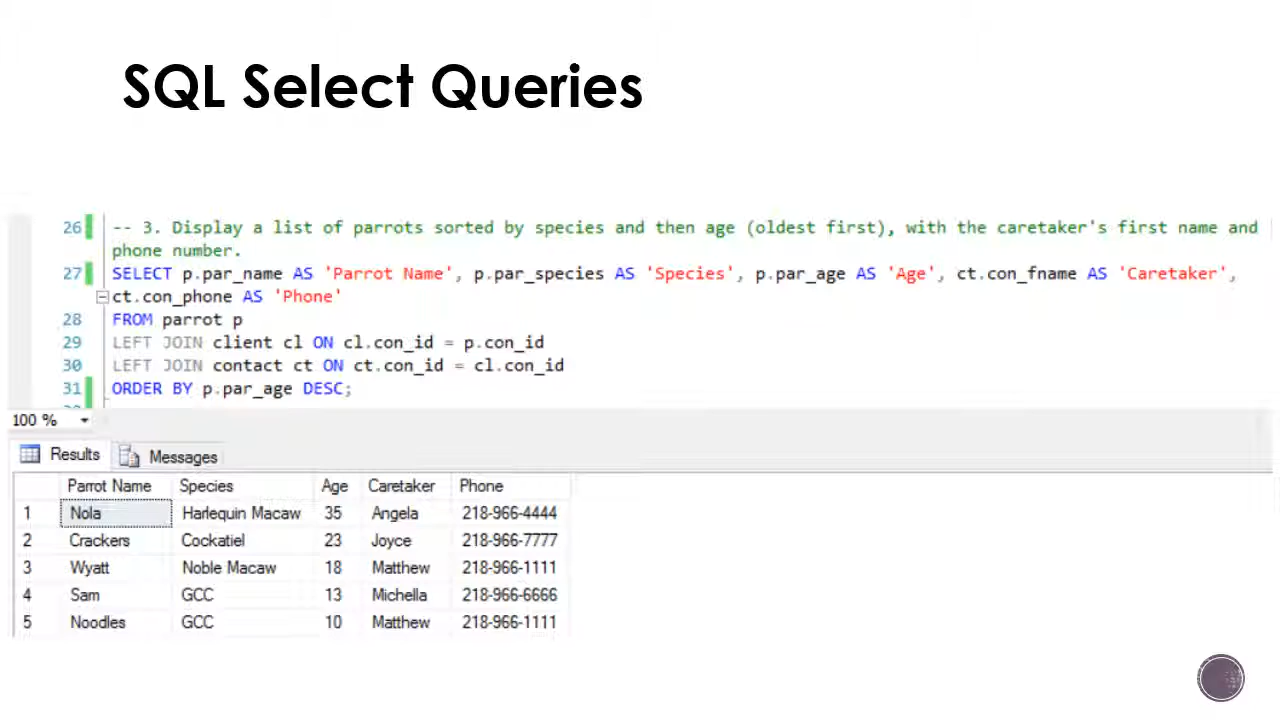 SQL Select Queries
26 -- 3. Display a list of parrots sorted by species and then age (oldest first), with the caretaker's first name and
phone number.
27 SELECT p.par_name AS 'Parrot Name', p.par_species AS 'Species', p.par_age AS 'Age', ct.con_fname AS 'Caretaker',
ct.con_phone AS 'Phone'
28 FROM parrot p
29 LEFT JOIN client cl ON cl.con_id = p.con_id
30 LEFT JOIN contact ct ON ct.con_id = cl.con_id
31 ORDER BY p.par_age DESC;
100 %
Results Messages
Parrot Name Species Age Caretaker Phone
1 Nola Harlequin Macaw 35 Angela 218-966-4444
2 Crackers Cockatiel 23 Joyce 218-966-7777
3 Wyatt Noble Macaw 18 Matthew 218-966-1111
4 Sam GCC 13 Michella 218-966-6666
5 Noodles GCC 10 Matthew 218-966-1111